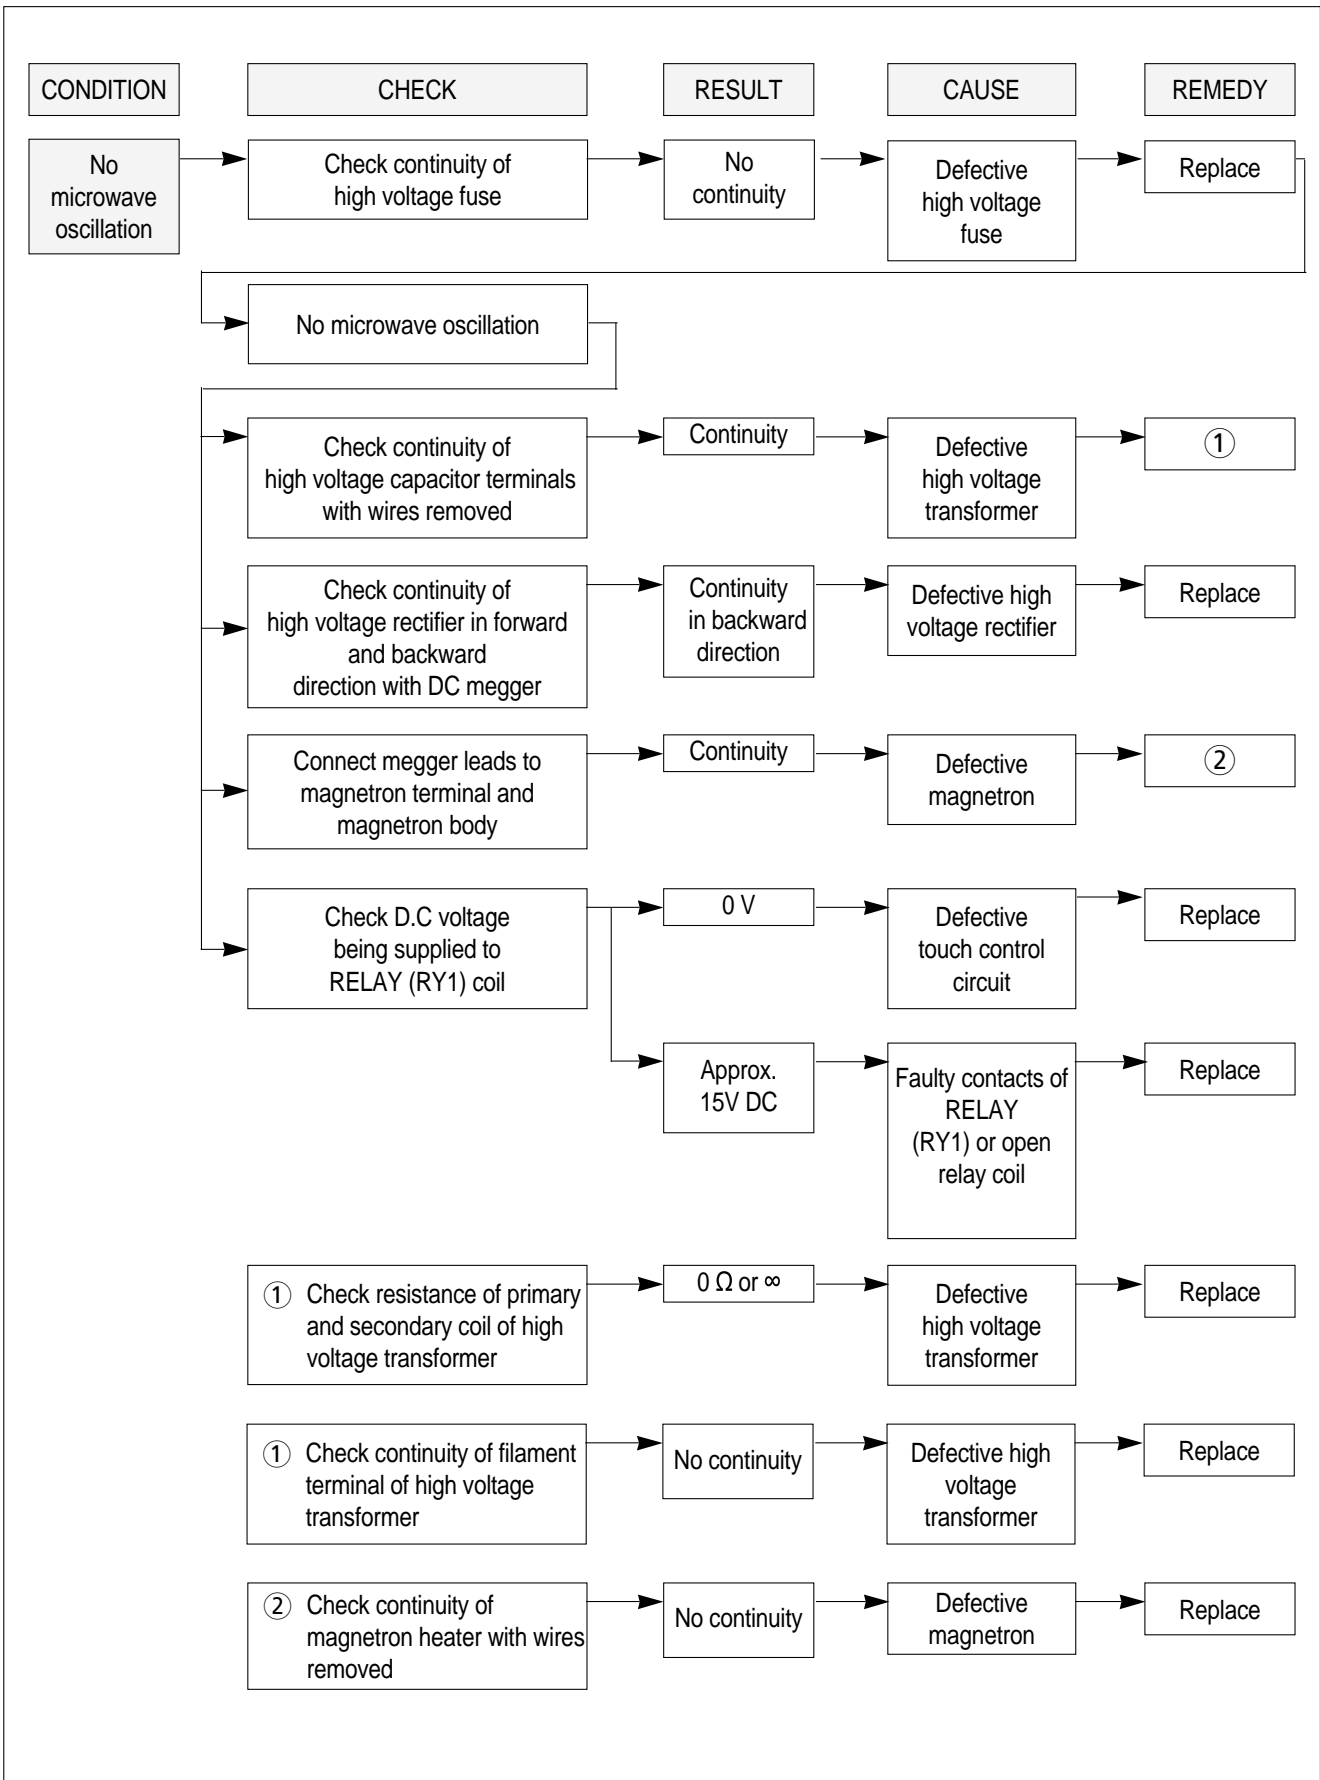 CONDITION
CHECK
RESULT
CAUSE
REMEDY
No
microwave
oscillation
Check continuity of
high voltage fuse
No
continuity
Defective
high voltage
fuse
Replace
No microwave oscillation
Check continuity of
high voltage capacitor terminals
with wires removed
Continuity
Defective
high voltage
transformer
①
Check continuity of
high voltage rectifier in forward
and backward
direction with DC megger
Continuity
in backward
direction
Defective high
voltage rectifier
Replace
Connect megger leads to
magnetron terminal and
magnetron body
Continuity
Defective
magnetron
②
Check D.C voltage
being supplied to
RELAY (RY1) coil
0 V
Defective
touch control
circuit
Replace
Approx.
15V DC
Faulty contacts of
RELAY
(RY1) or open
relay coil
Replace
① Check resistance of primary
and secondary coil of high
voltage transformer
0 Ω or ∞
Defective
high voltage
transformer
Replace
① Check continuity of filament
terminal of high voltage
transformer
No continuity
Defective high
voltage
transformer
Replace
② Check continuity of
magnetron heater with wires
removed
No continuity
Defective
magnetron
Replace